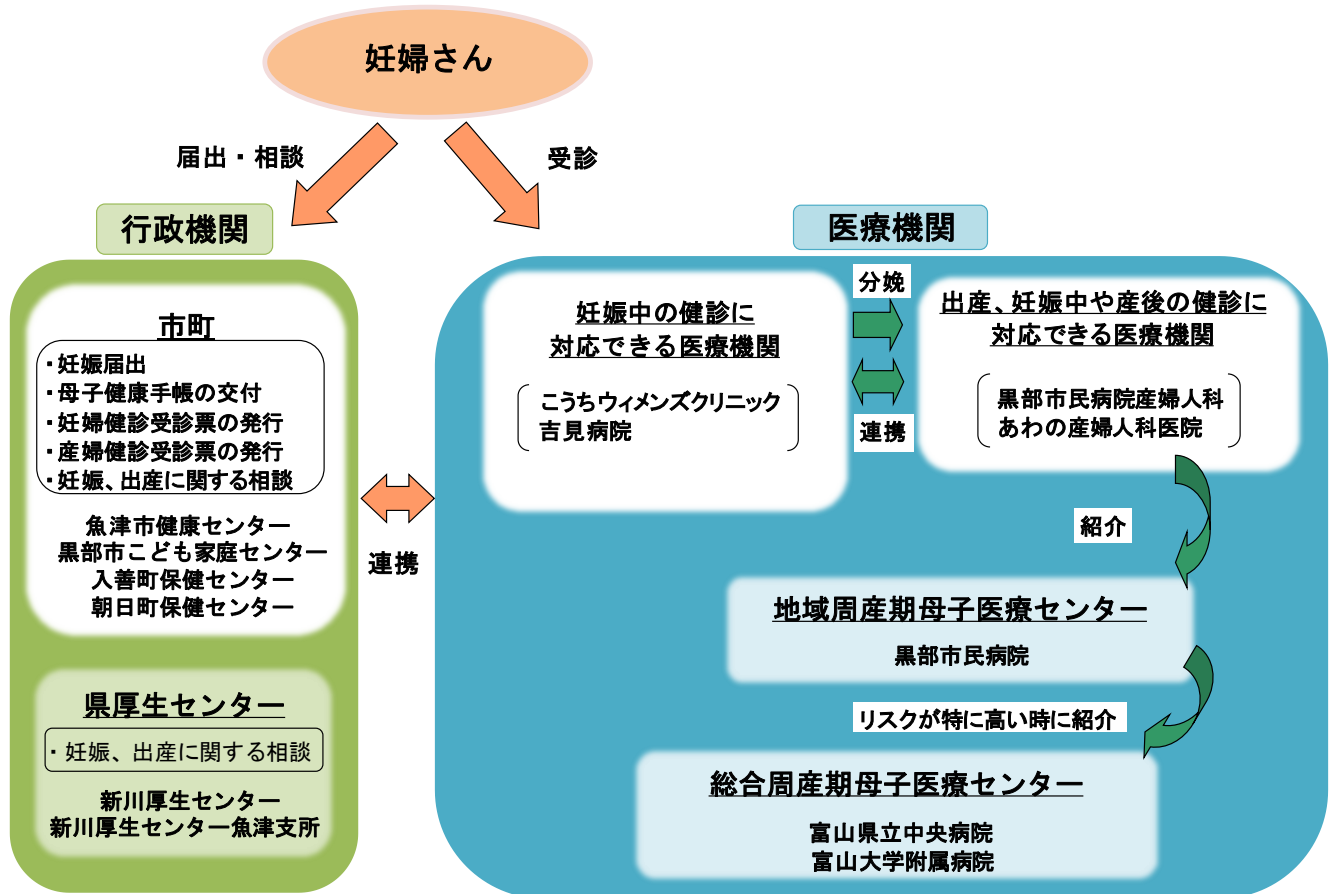 妊婦さん
届出・相談
受診
行政機関
市町
・妊娠届出
・母子健康手帳の交付
・妊婦健診受診票の発行
・産婦健診受診票の発行
・妊娠、出産に関する相談
魚津市健康センター
黒部市こども家庭センター
入善町保健センター
朝日町保健センター
県厚生センター
・妊娠、出産に関する相談
新川厚生センター
新川厚生センター魚津支所
連携
医療機関
妊娠中の健診に
対応できる医療機関
こうちウィメンズクリニック
吉見病院
分娩
連携
出産、妊娠中や産後の健診に
対応できる医療機関
黒部市民病院産婦人科
あわの産婦人科医院
紹介
地域周産期母子医療センター
黒部市民病院
リスクが特に高い時に紹介
総合周産期母子医療センター
富山県立中央病院
富山大学附属病院